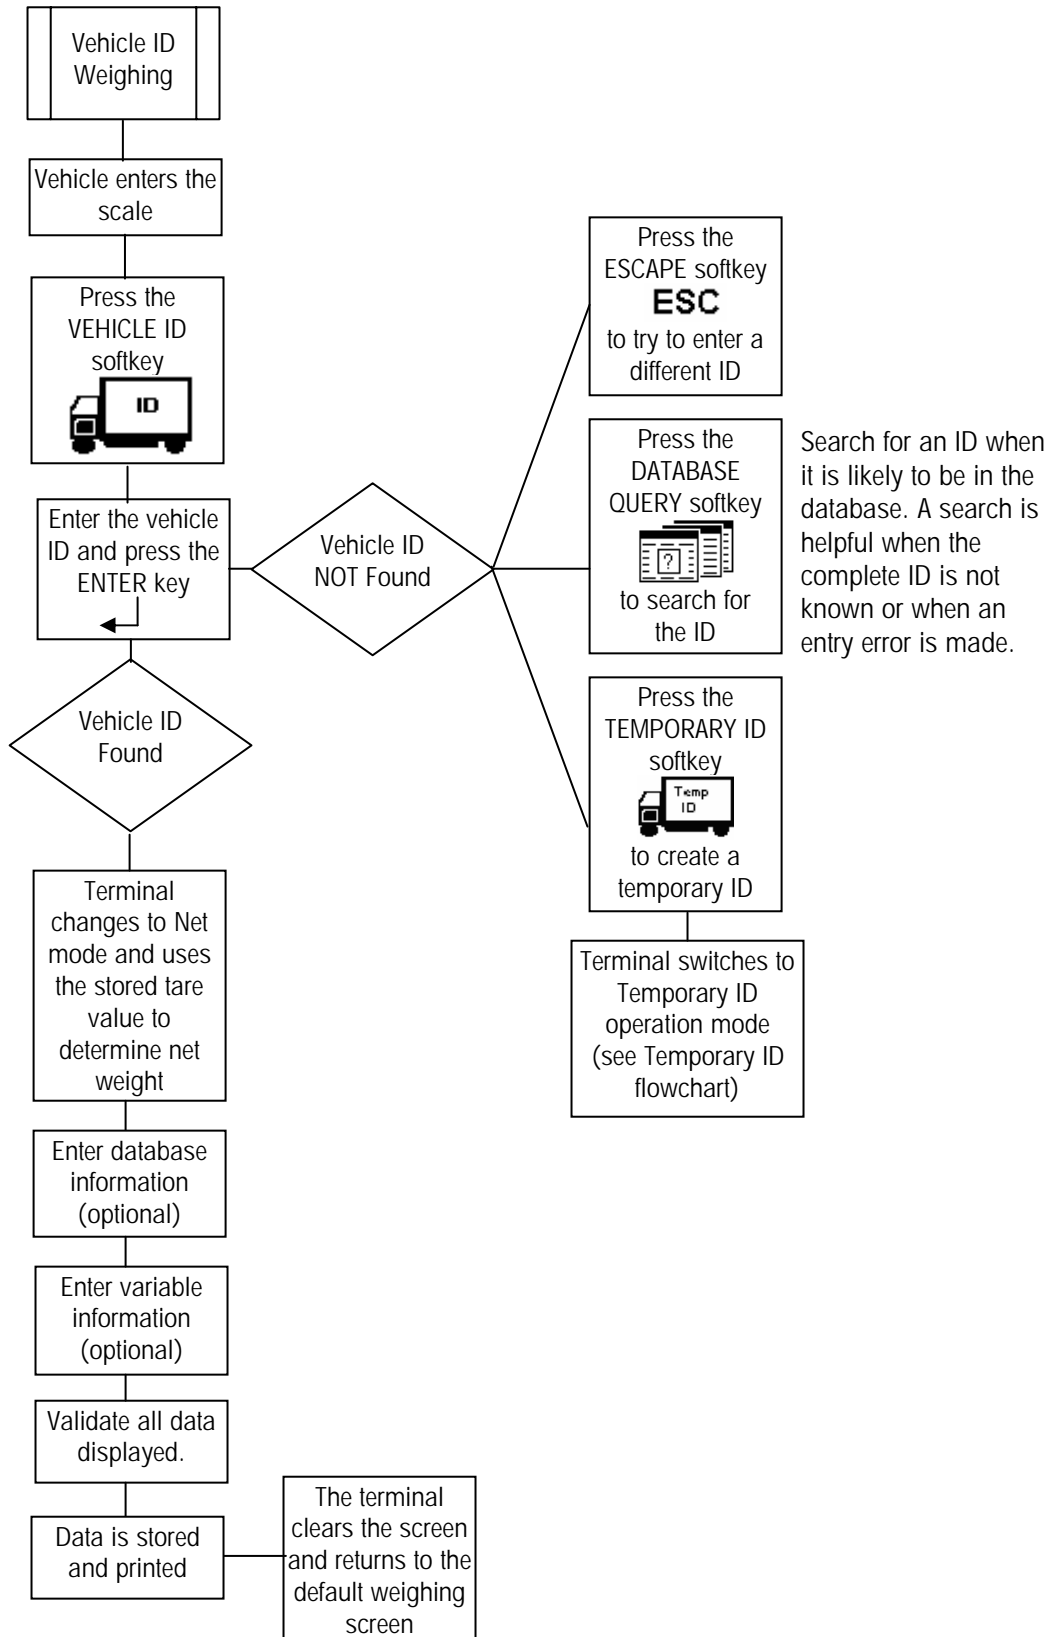 Vehicle ID
Weighing
Vehicle enters the
scale
Press the
VEHICLE ID
softkey
ID
Enter the vehicle
ID and press the
ENTER key
Vehicle ID
NOT Found
Press the
ESCAPE softkey
ESC
to try to enter a
different ID
Press the
DATABASE
QUERY softkey
?
to search for
the ID
Search for an ID when
it is likely to be in the
database. A search is
helpful when the
complete ID is not
known or when an
entry error is made.
Press the
TEMPORARY ID
softkey
Temp
ID
to create a
temporary ID
Terminal switches to
Temporary ID
operation mode
(see Temporary ID
flowchart)
Vehicle ID
Found
Terminal
changes to Net
mode and uses
the stored tare
value to
determine net
weight
Enter database
information
(optional)
Enter variable
information
(optional)
Validate all data
displayed.
Data is stored
and printed
The terminal
clears the screen
and returns to the
default weighing
screen